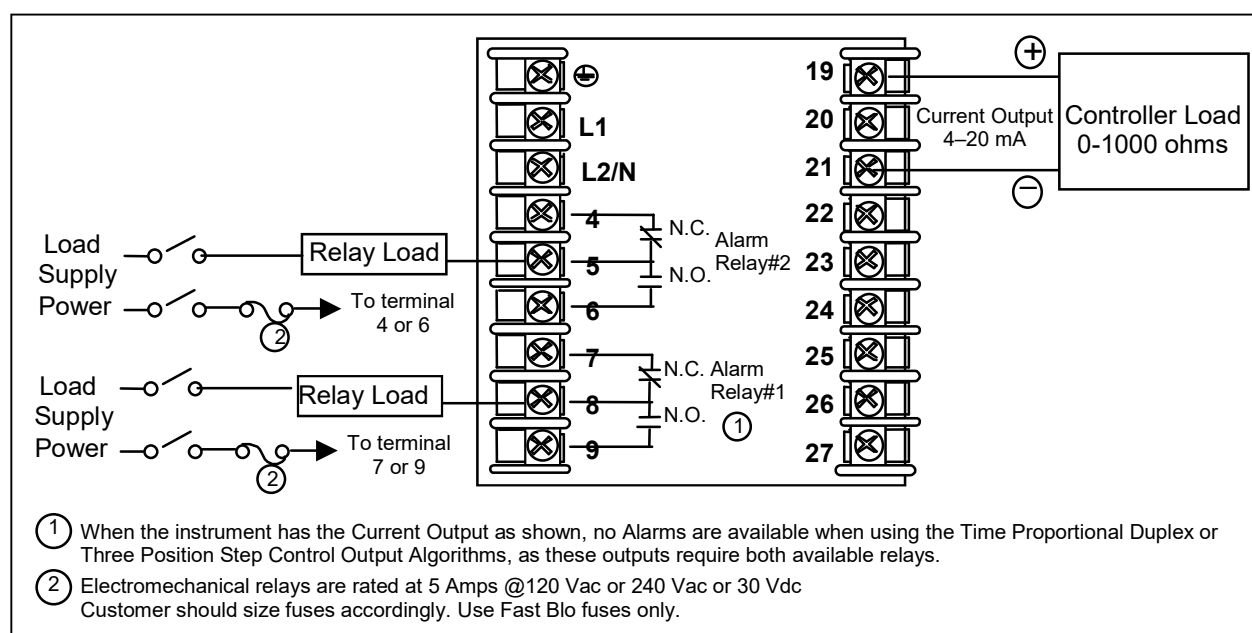 L1
L2/N
4
5
6
7
8
9
N.C.
Alarm
Relay#2
N.O.
N.C. Alarm
Relay#1
N.O.
1
Load
Supply
Power
Relay Load
2
To terminal
4 or 6
Load
Supply
Power
Relay Load
2
To terminal
7 or 9
19
20
21
22
23
24
25
26
27
+
Current Output
4–20 mA
−
Controller Load
0-1000 ohms
1 When the instrument has the Current Output as shown, no Alarms are available when using the Time Proportional Duplex or
Three Position Step Control Output Algorithms, as these outputs require both available relays.
2 Electromechanical relays are rated at 5 Amps @120 Vac or 240 Vac or 30 Vdc
Customer should size fuses accordingly. Use Fast Blo fuses only.